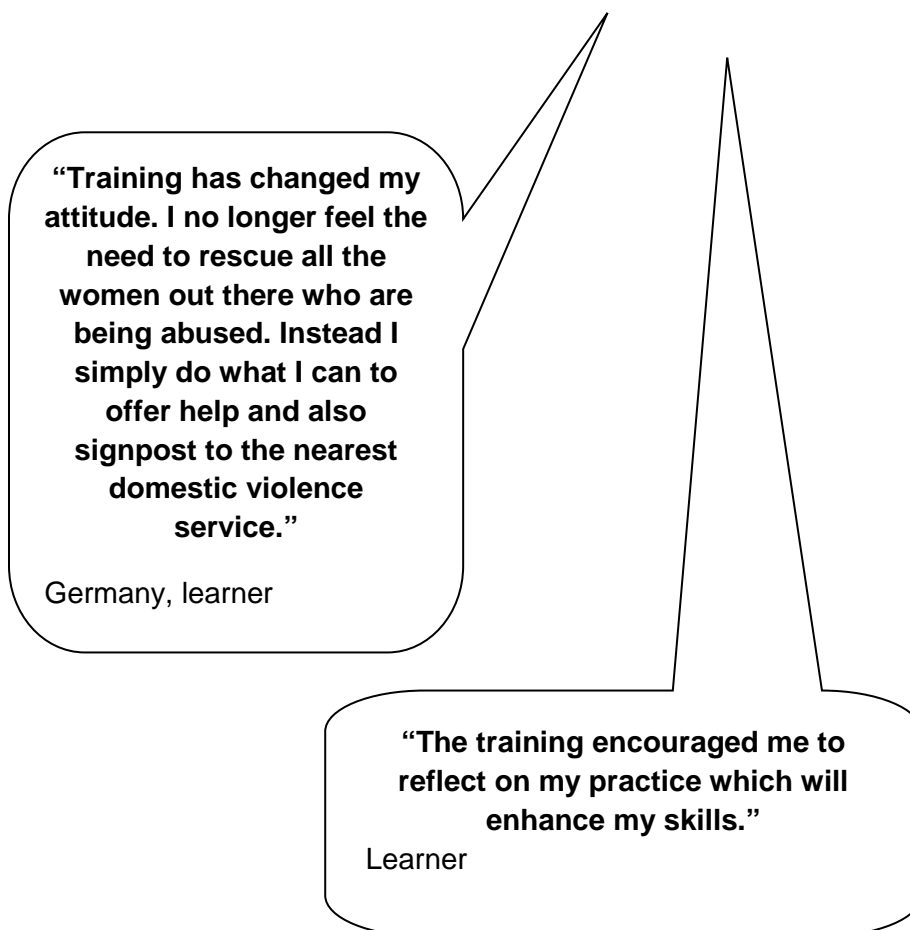 “Training has changed my
attitude. I no longer feel the
need to rescue all the
women out there who are
being abused. Instead I
simply do what I can to
offer help and also
signpost to the nearest
domestic violence
service.”
Germany, learner
“The training encouraged me to
reflect on my practice which will
enhance my skills.”
Learner